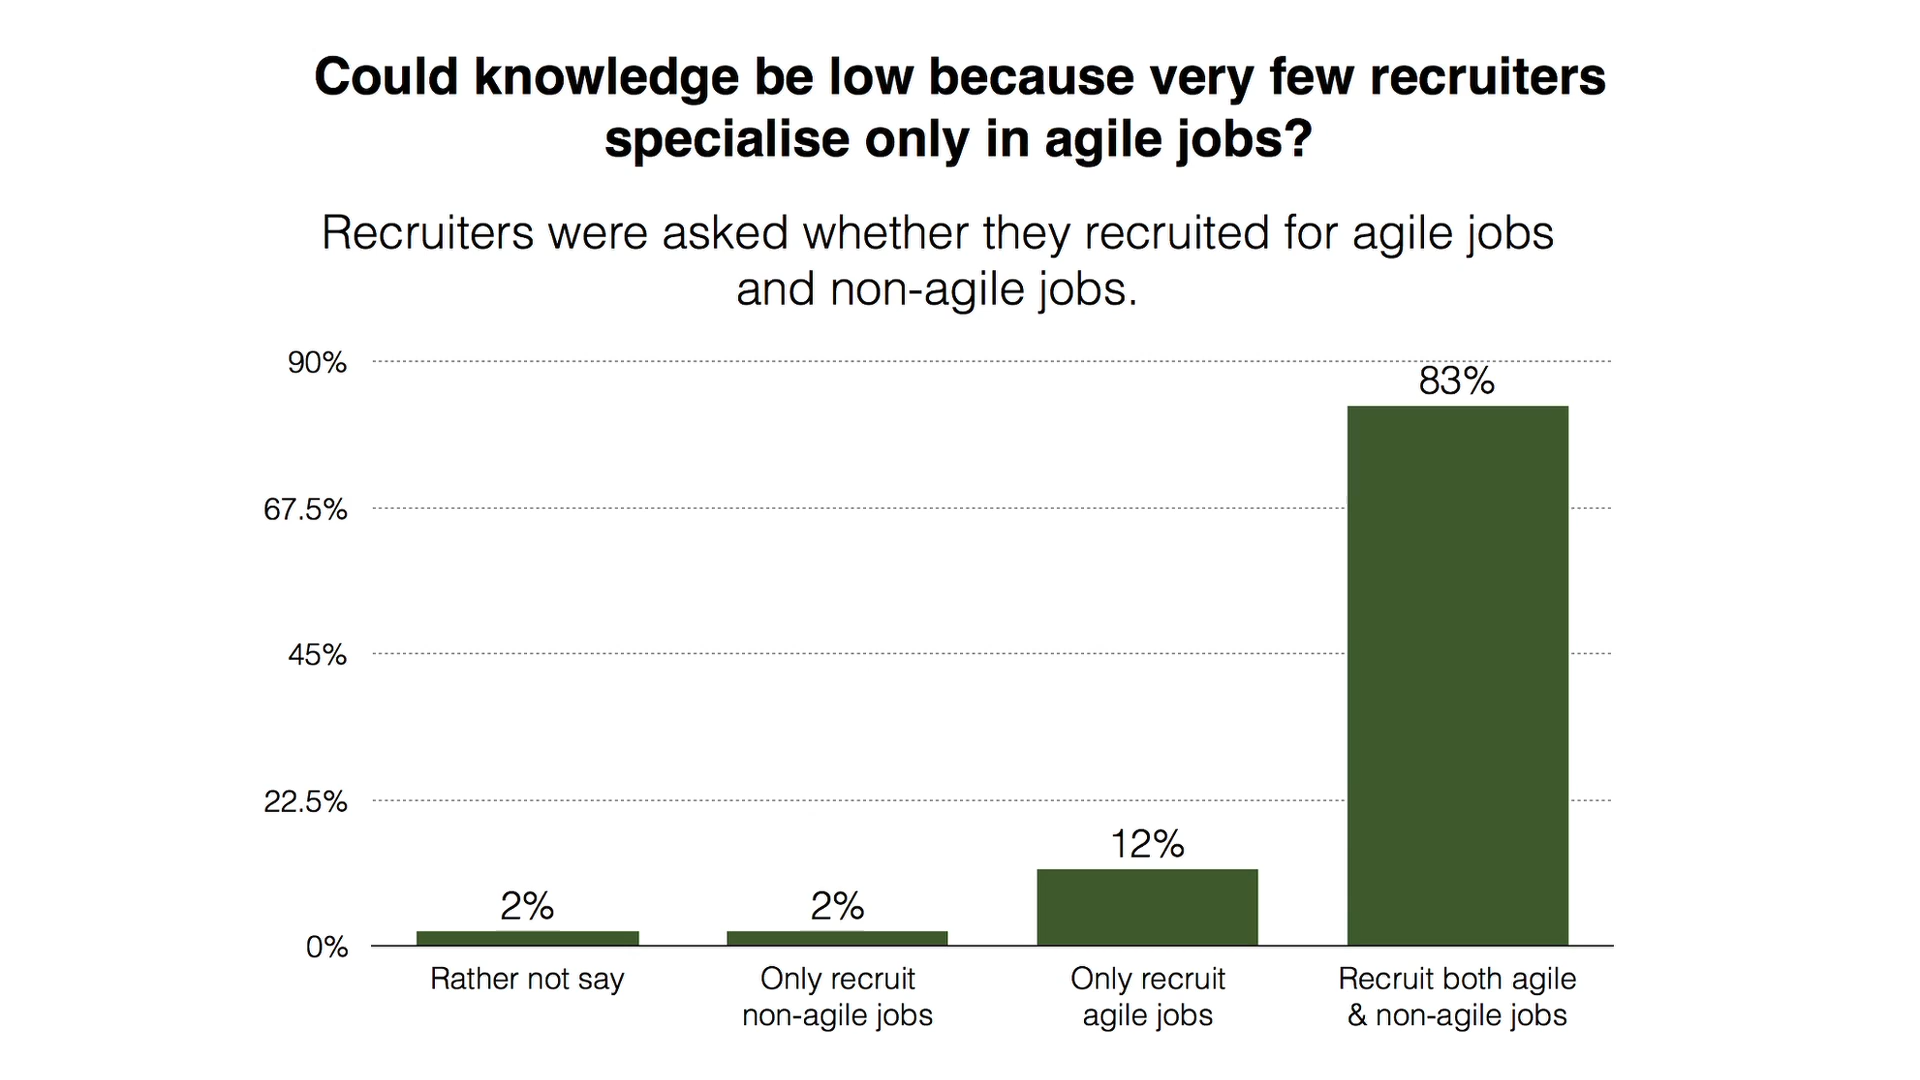 Could knowledge be low because very few recruiters
specialise only in agile jobs?
Recruiters were asked whether they recruited for agile jobs
and non-agile jobs.
90%
67.5%
45%
22.5%
0%
2%
2%
12%
83%
Rather not say
Only recruit
non-agile jobs
Only recruit
agile jobs
Recruit both agile
& non-agile jobs